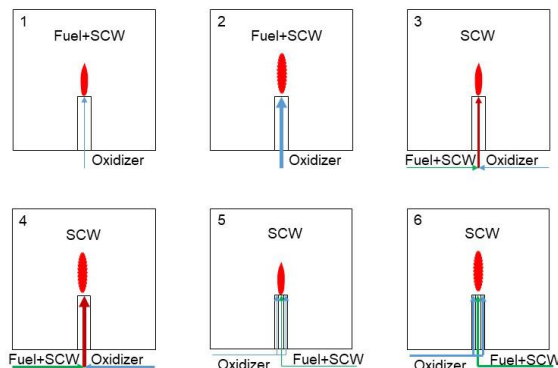 1
Fuel+SCW
Oxidizer
2
Fuel+SCW
Oxidizer
3
SCW
Fuel+SCW Oxidizer
4
SCW
Fuel+SCW Oxidizer
5
SCW
Oxidizer Fuel+SCW
6
SCW
Oxidizer Fuel+SCW